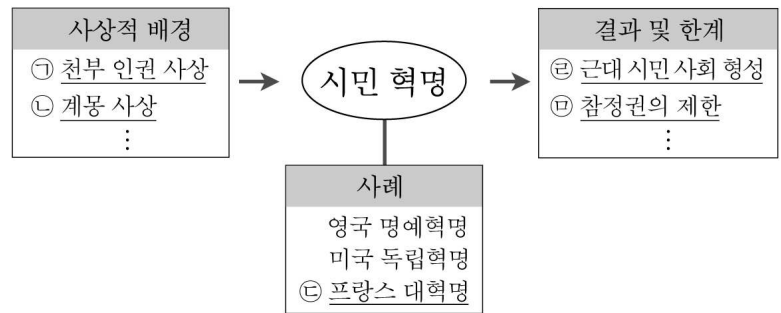 사상적 배경
㉠ 천부 인권 사상
㉡ 계몽 사상
⋮
시민 혁명
결과 및 한계
㉣ 근대 시민 사회 형성
㉤ 참정권의 제한
⋮
사례
영국 명예혁명
미국 독립혁명
㉢ 프랑스 대혁명